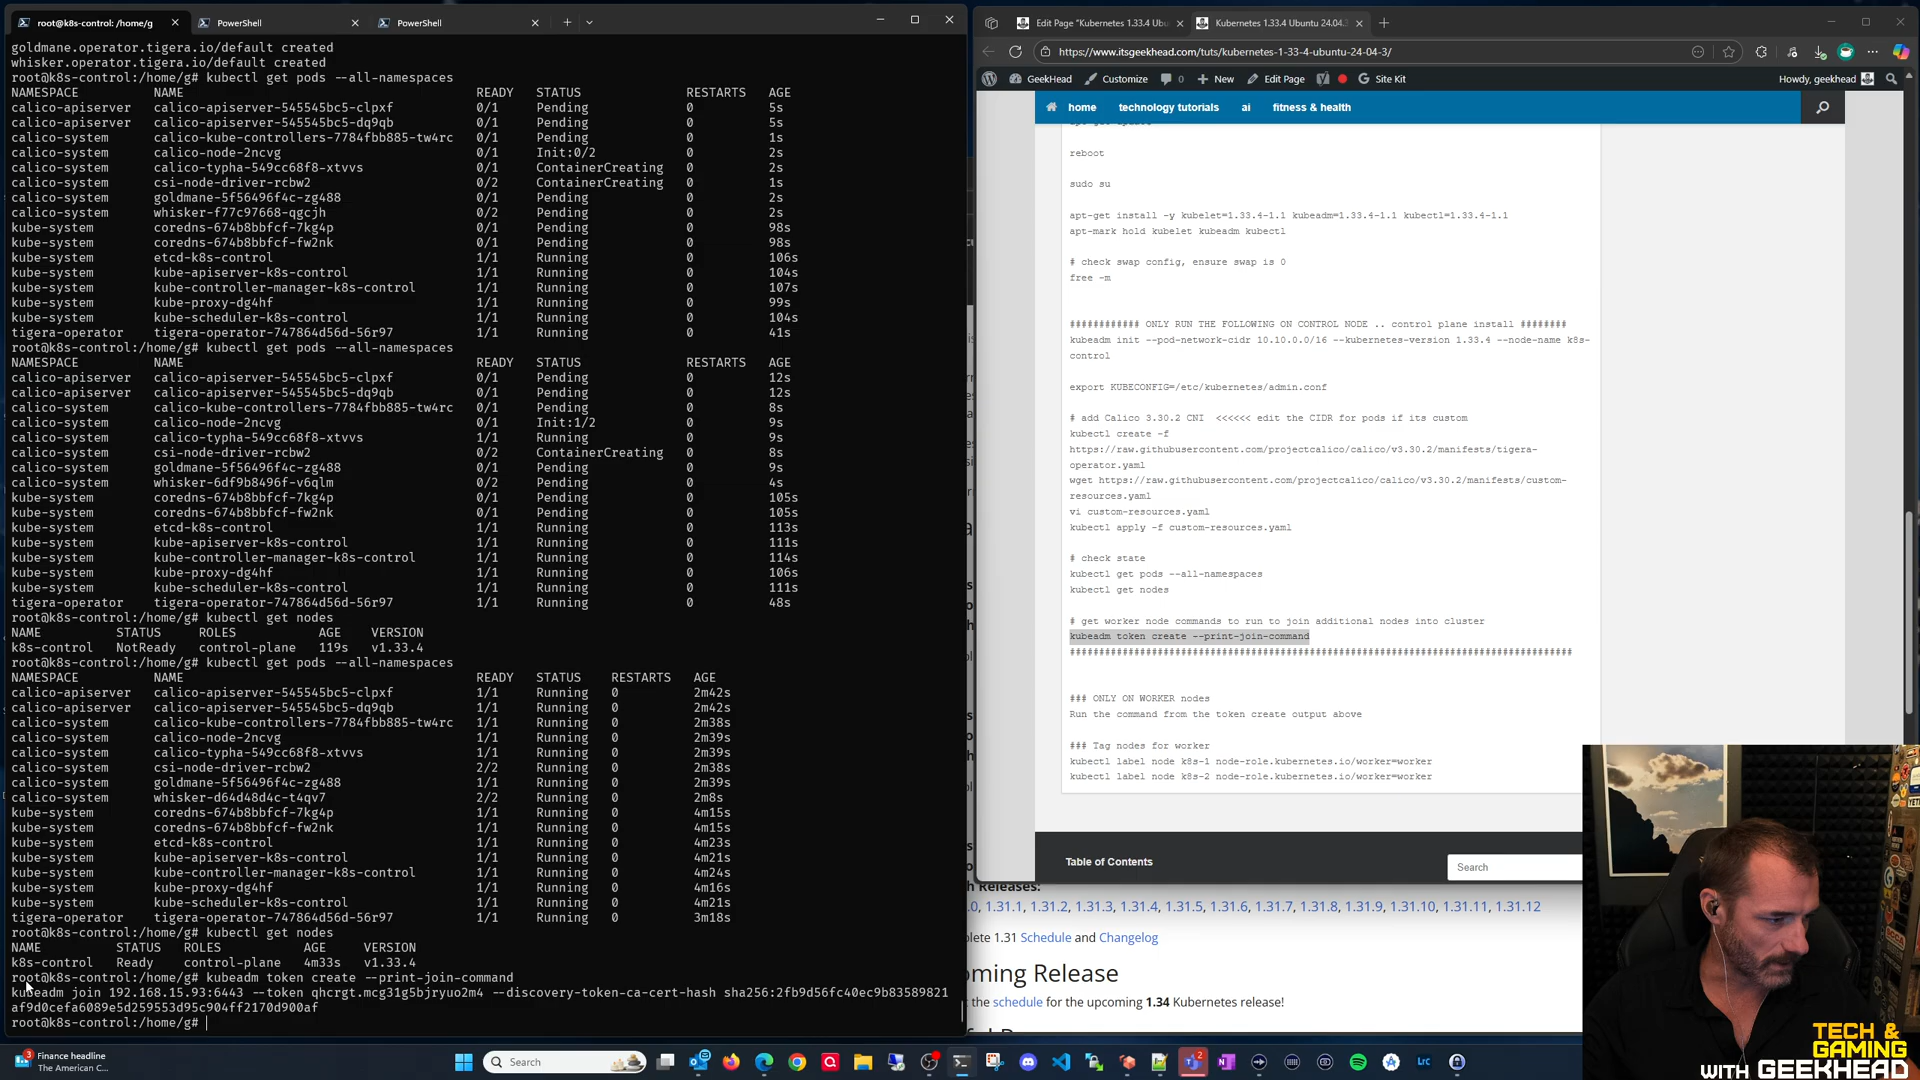 root@k8s-control: /home/g
PowerShell
PowerShell
goldmane.operator.tigera.io/default created
whisker.operator.tigera.io/default created
root@k8s-control:/home/g# kubectl get pods --all-namespaces
NAMESPACE NAME READY STATUS RESTARTS AGE
calico-apiserver calico-apiserver-545545bc5-clpxf 0/1 Pending 0 5s
calico-apiserver calico-apiserver-545545bc5-dq9qb 0/1 Pending 0 5s
calico-system calico-kube-controllers-7784fbb885-tw4rc 0/1 Pending 0 1s
calico-system calico-node-2ncvg 0/1 Init:0/2 0 2s
calico-system calico-typha-549cc68f8-xtvvs 0/1 ContainerCreating 0 2s
calico-system csi-node-driver-rcbw2 0/2 ContainerCreating 0 1s
calico-system goldmane-5f56496f4c-zg488 0/1 Pending 0 2s
calico-system whisker-f77c97668-qgcjh 0/2 Pending 0 2s
kube-system coredns-674b8bbfcf-7kg4p 0/1 Pending 0 98s
kube-system coredns-674b8bbfcf-fw2nk 0/1 Pending 0 98s
kube-system etcd-k8s-control 1/1 Running 0 106s
kube-system kube-apiserver-k8s-control 1/1 Running 0 104s
kube-system kube-controller-manager-k8s-control 1/1 Running 0 107s
kube-system kube-proxy-dg4hf 1/1 Running 0 99s
kube-system kube-scheduler-k8s-control 1/1 Running 0 104s
tigera-operator tigera-operator-747864d56d-56r97 1/1 Running 0 41s
root@k8s-control:/home/g# kubectl get pods --all-namespaces
NAMESPACE NAME READY STATUS RESTARTS AGE
calico-apiserver calico-apiserver-545545bc5-clpxf 0/1 Pending 0 12s
calico-apiserver calico-apiserver-545545bc5-dq9qb 0/1 Pending 0 12s
calico-system calico-kube-controllers-7784fbb885-tw4rc 0/1 Pending 0 8s
calico-system calico-node-2ncvg 0/1 Init:1/2 0 9s
calico-system calico-typha-549cc68f8-xtvvs 1/1 Running 0 9s
calico-system csi-node-driver-rcbw2 0/2 ContainerCreating 0 8s
calico-system goldmane-5f56496f4c-zg488 0/1 Pending 0 9s
calico-system whisker-6df9b8496f-v6qlm 0/2 Pending 0 4s
kube-system coredns-674b8bbfcf-7kg4p 0/1 Pending 0 105s
kube-system coredns-674b8bbfcf-fw2nk 0/1 Pending 0 105s
kube-system etcd-k8s-control 1/1 Running 0 113s
kube-system kube-apiserver-k8s-control 1/1 Running 0 111s
kube-system kube-controller-manager-k8s-control 1/1 Running 0 114s
kube-system kube-proxy-dg4hf 1/1 Running 0 106s
kube-system kube-scheduler-k8s-control 1/1 Running 0 111s
tigera-operator tigera-operator-747864d56d-56r97 1/1 Running 0 48s
root@k8s-control:/home/g# kubectl get nodes
NAME STATUS ROLES AGE VERSION
k8s-control NotReady control-plane 119s v1.33.4
root@k8s-control:/home/g# kubectl get pods --all-namespaces
NAMESPACE NAME READY STATUS RESTARTS AGE
calico-apiserver calico-apiserver-545545bc5-clpxf 1/1 Running 0 2m42s
calico-apiserver calico-apiserver-545545bc5-dq9qb 1/1 Running 0 2m42s
calico-system calico-kube-controllers-7784fbb885-tw4rc 1/1 Running 0 2m38s
calico-system calico-node-2ncvg 1/1 Running 0 2m39s
calico-system calico-typha-549cc68f8-xtvvs 1/1 Running 0 2m39s
calico-system csi-node-driver-rcbw2 2/2 Running 0 2m38s
calico-system goldmane-5f56496f4c-zg488 1/1 Running 0 2m39s
calico-system whisker-d64d48d4c-t4qv7 2/2 Running 0 2m8s
kube-system coredns-674b8bbfcf-7kg4p 1/1 Running 0 4m15s
kube-system coredns-674b8bbfcf-fw2nk 1/1 Running 0 4m15s
kube-system etcd-k8s-control 1/1 Running 0 4m23s
kube-system kube-apiserver-k8s-control 1/1 Running 0 4m21s
kube-system kube-controller-manager-k8s-control 1/1 Running 0 4m24s
kube-system kube-proxy-dg4hf 1/1 Running 0 4m16s
kube-system kube-scheduler-k8s-control 1/1 Running 0 4m21s
tigera-operator tigera-operator-747864d56d-56r97 1/1 Running 0 3m18s
root@k8s-control:/home/g# kubectl get nodes
NAME STATUS ROLES AGE VERSION
k8s-control Ready control-plane 4m33s v1.33.4
root@k8s-control:/home/g# kubeadm token create --print-join-command
kubeadm join 192.168.15.93:6443 --token qhcrgt.mcg31g5bjryuo2m4 --discovery-token-ca-cert-hash sha256:2fb9d56fc40ec9b83589821
af9d0cefa6089e5d259553d95c904ff2170d900af
root@k8s-control:/home/g#
Edit Page "Kubernetes 1.33.4 Ubu
Kubernetes 1.33.4 Ubuntu 24.04.
https://www.itsgeekhead.com/tuts/kubernetes-1-33-4-ubuntu-24-04-3/
GeekHead Customize 0 New Edit Page Site Kit Howdy, geekhead
home technology tutorials ai fitness & health
reboot
sudo su
apt-get install -y kubelet=1.33.4-1.1 kubeadm=1.33.4-1.1 kubectl=1.33.4-1.1
apt-mark hold kubelet kubeadm kubectl
# check swap config, ensure swap is 0
free -m
############ ONLY RUN THE FOLLOWING ON CONTROL NODE .. control plane install ########
kubeadm init --pod-network-cidr 10.10.0.0/16 --kubernetes-version 1.33.4 --node-name k8s-
control
export KUBECONFIG=/etc/kubernetes/admin.conf
# add Calico 3.30.2 CNI <<<<<< edit the CIDR for pods if its custom
kubectl create -f
https://raw.githubusercontent.com/projectcalico/calico/v3.30.2/manifests/tigera-
operator.yaml
wget https://raw.githubusercontent.com/projectcalico/calico/v3.30.2/manifests/custom-
resources.yaml
vi custom-resources.yaml
kubectl apply -f custom-resources.yaml
# check state
kubectl get pods --all-namespaces
kubectl get nodes
# get worker node commands to run to join additional nodes into cluster
kubeadm token create --print-join-command
######################################################################################
### ONLY ON WORKER nodes
Run the command from the token create output above
### Tag nodes for worker
kubectl label node k8s-1 node-role.kubernetes.io/worker=worker
kubectl label node k8s-2 node-role.kubernetes.io/worker=worker
Table of Contents
Search
h Releases:
.0, 1.31.1, 1.31.2, 1.31.3, 1.31.4, 1.31.5, 1.31.6, 1.31.7, 1.31.8, 1.31.9, 1.31.10, 1.31.11, 1.31.12
plete 1.31 Schedule and Changelog
oming Release
t the schedule for the upcoming 1.34 Kubernetes release!
Finance headline
The American C...
Search
TECH &
GAMING
WITH GEEKHEAD